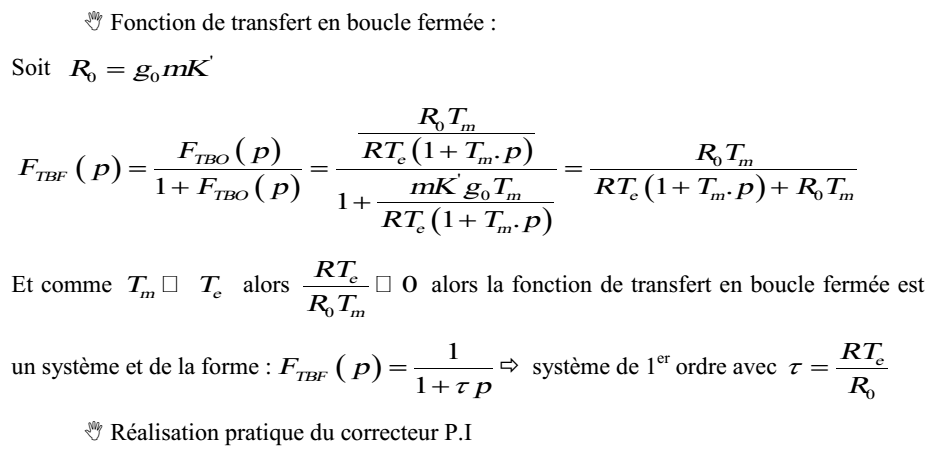 Fonction de transfert en boucle fermée :
Soit R₀ = g₀mK'
F_TBF(p) = F_TBO(p) / (1 + F_TBO(p)) = (R₀T_m / (RT_e(1 + T_m.p))) / (1 + mK'g₀T_m / (RT_e(1 + T_m.p))) = R₀T_m / (RT_e(1 + T_m.p) + R₀T_m)
Et comme T_m □ T_e alors RT_e / (R₀T_m) □ 0 alors la fonction de transfert en boucle fermée est
un système et de la forme : F_TBF(p) = 1 / (1 + τ p) ⇨ système de 1er ordre avec τ = RT_e / R₀
Réalisation pratique du correcteur P.I